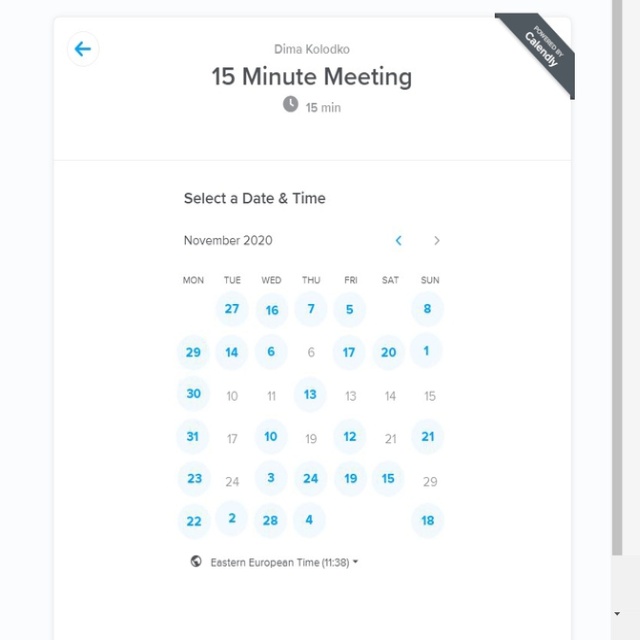 POWERED BY
Calendly
Dima Kolodko
15 Minute Meeting
15 min
Select a Date & Time
November 2020
MON TUE WED THU FRI SAT SUN
27 16 7 5 8
29 14 6 6 17 20 1
30 10 11 13 13 14 15
31 17 10 19 12 21 21
23 24 3 24 19 15 29
22 2 28 4 18
Eastern European Time (11:38)